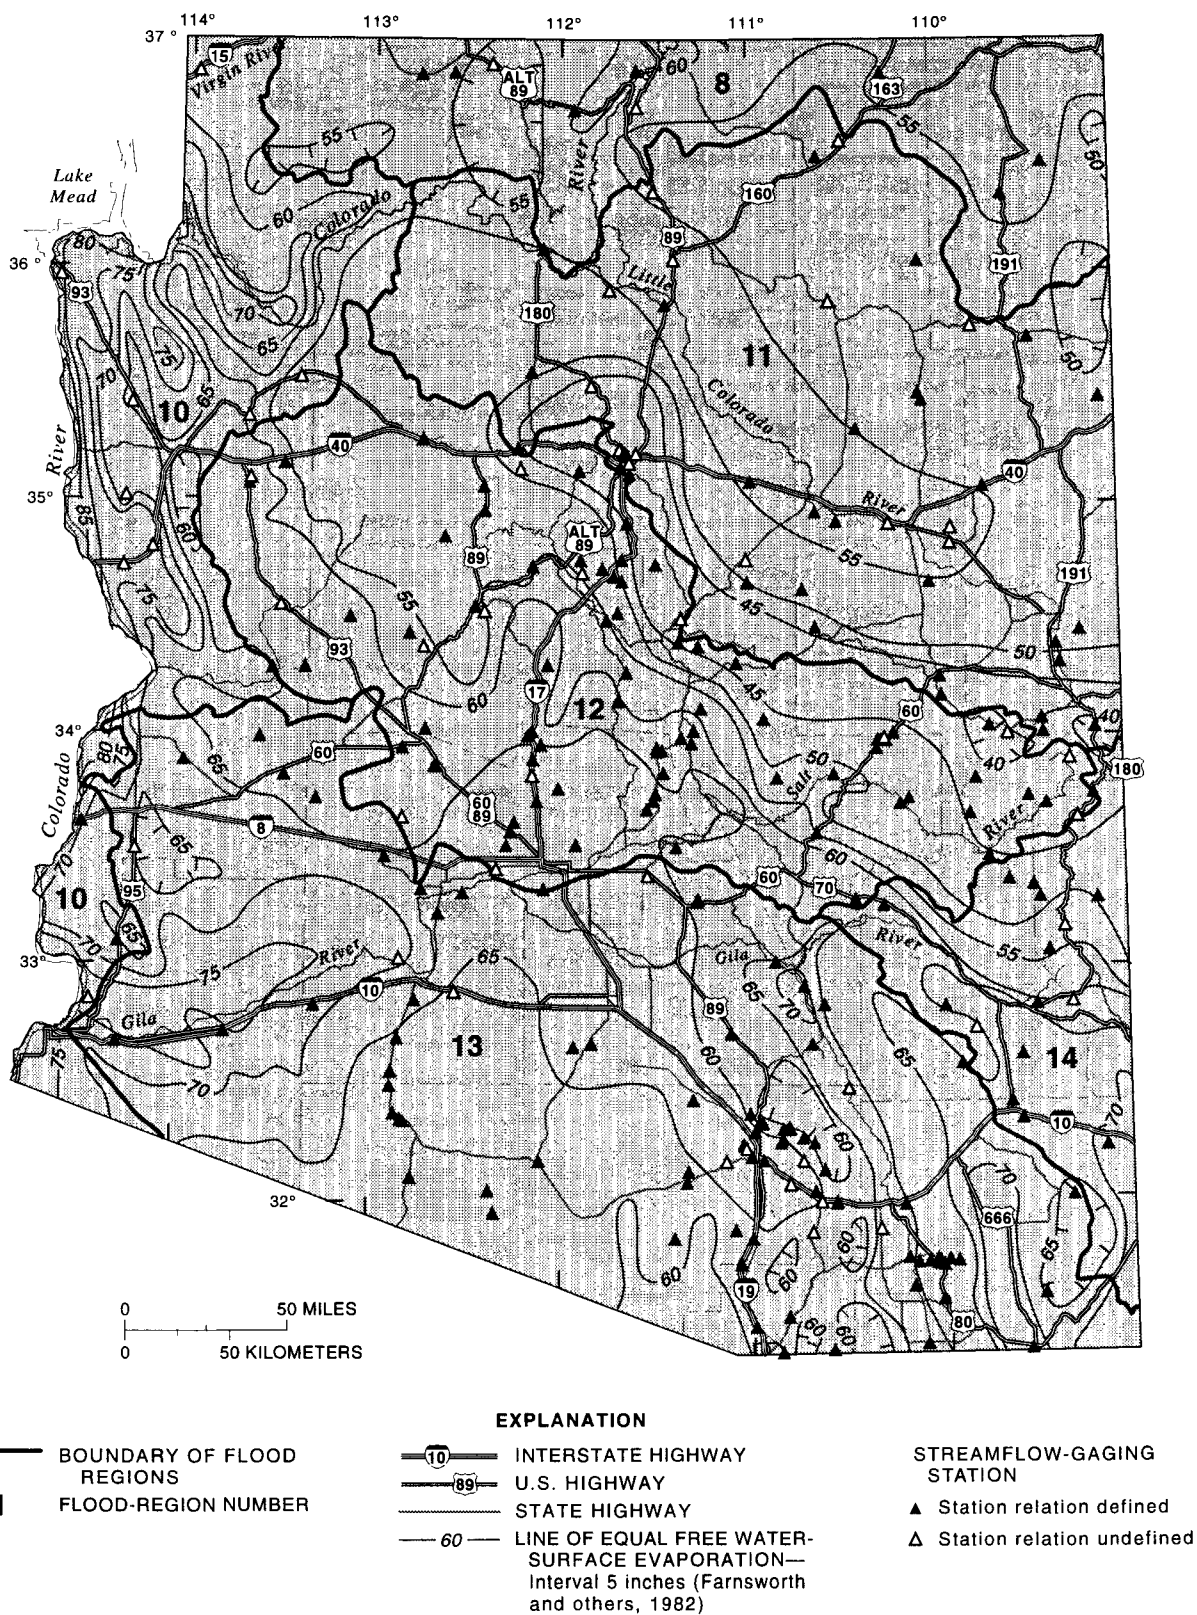 114° 113° 112° 111° 110°
37°
15
Virgin River
ALT 89
60
8
163
55
55
50
River
Lake
Mead
160
60
Colorado
55
89
80
36°
75
93
191
Little
70
180
65
11
50
75
70
10
65
Colorado
40
River
40
35°
River
85
60
ALT 89
89
55
191
75
55
45
93
50
60
17
45
12
60
34°
80
75
65
60
40
50
40
180
Salt
Colorado
60 89
River
8
65
60
70
60
70
10
95
65
River
70
55
33°
75
River
65
Gila
65
70
10
89
Gila
13
60
65
14
75
70
70
10
60
32°
70
666
65
60
60
60
19
80
60
60
0 50 MILES
0 50 KILOMETERS
EXPLANATION
BOUNDARY OF FLOOD
REGIONS
FLOOD-REGION NUMBER
10 INTERSTATE HIGHWAY
89 U.S. HIGHWAY
STATE HIGHWAY
60 LINE OF EQUAL FREE WATER-
SURFACE EVAPORATION—
Interval 5 inches (Farnsworth
and others, 1982)
STREAMFLOW-GAGING
STATION
▲ Station relation defined
△ Station relation undefined